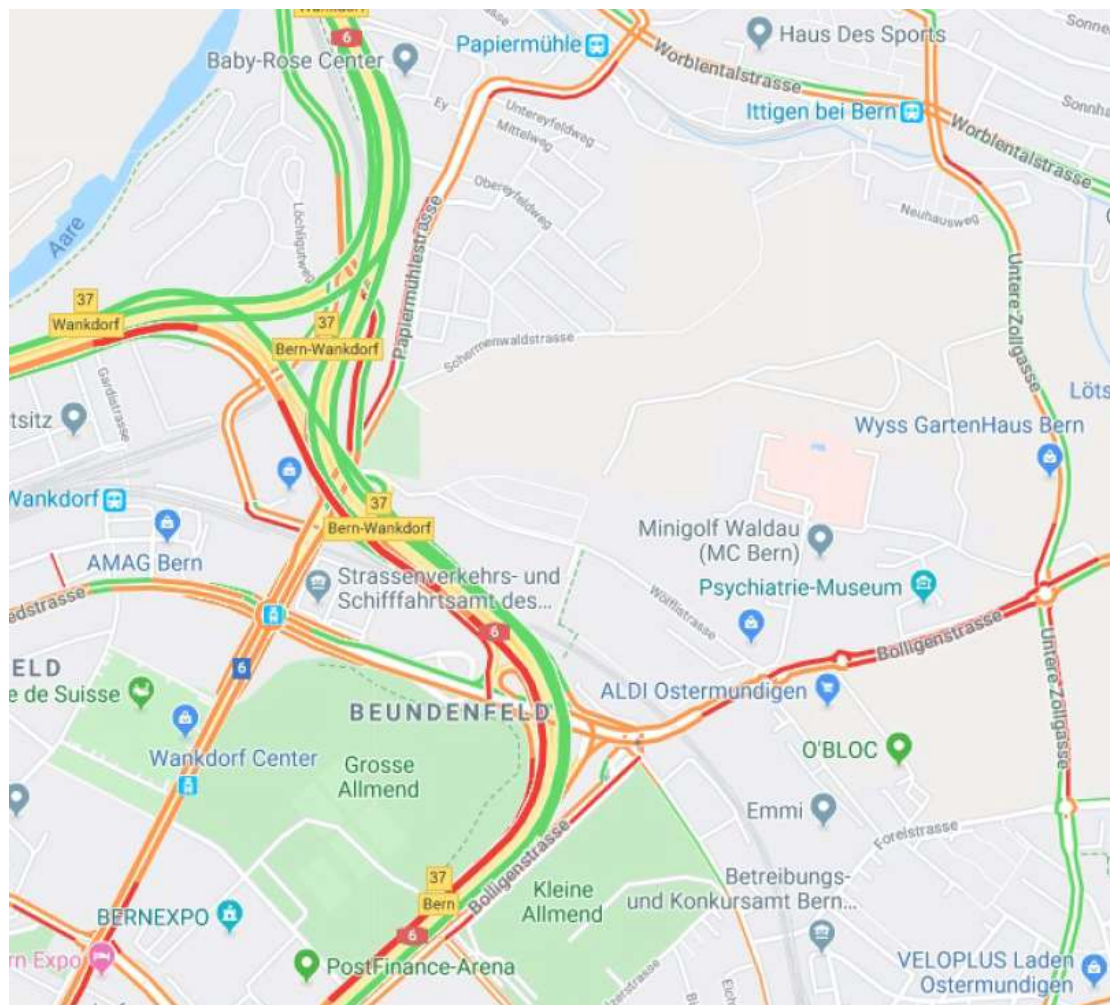 Wankdorf
6
Papiermühle
Haus Des Sports
Baby-Rose Center
Worblentalstrasse
Ey
Untereyfeldweg
Mittelweg
Ittigen bei Bern
Worblentalstrasse
Obereyfeldweg
Neuhausweg
Aare
Löchligutweg
Papiermühlestrasse
Untere Zollgasse
37
Wankdorf
37
Bern-Wankdorf
Schermenwaldstrasse
Gardistrasse
Löts
tsitz
Wyss GartenHaus Bern
Wankdorf
37
Bern-Wankdorf
Minigolf Waldau
(MC Bern)
AMAG Bern
Strassenverkehrs- und
Schifffahrtsamt des...
Psychiatrie-Museum
Wölflistrasse
odstrasse
6
Bolligenstrasse
Untere Zollgasse
FELD
6
e de Suisse
ALDI Ostermundigen
BEUNDENFELD
Wankdorf Center
Grosse
Allmend
O'BLOC
Emmi
Forelstrasse
Bolligenstrasse
37
Bern
Kleine
Allmend
Betreibungs-
und Konkursamt Bern...
BERNEXPO
6
rn Expo
PostFinance-Arena
VELOPLUS Laden
Ostermundigen